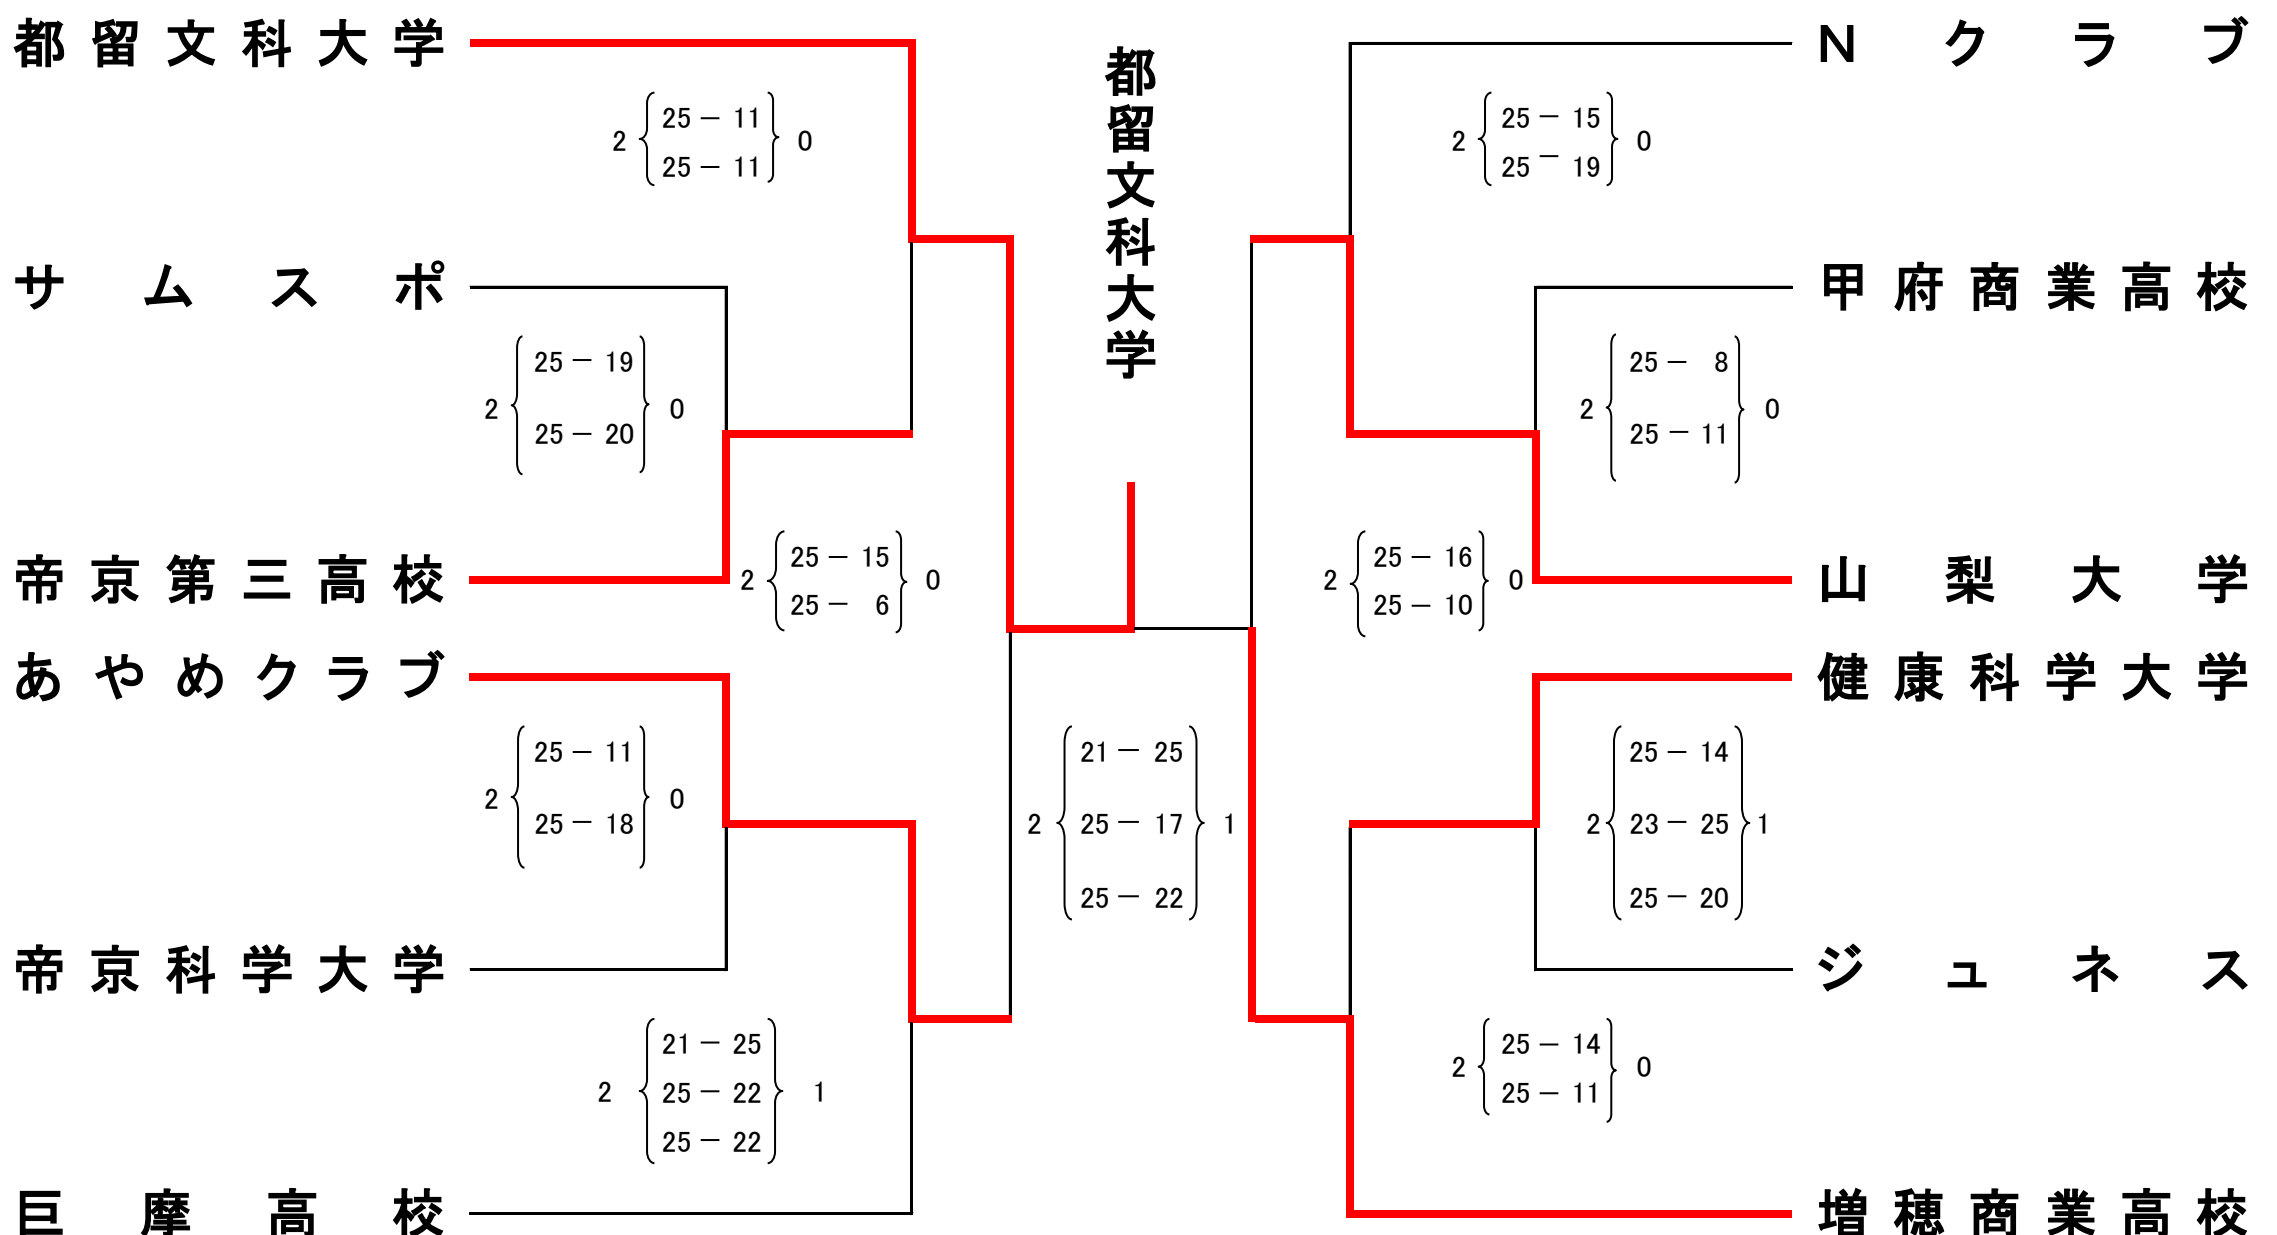 都留文科大学
2 25 － 11 0
25 － 11
サムスポ
2 25 － 19 0
25 － 20
帝京第三高校
2 25 － 15 0
25 － 6
あやめクラブ
2 25 － 11 0
25 － 18
帝京科学大学
2 21 － 25 1
25 － 22
25 － 22
巨摩高校
都留文科大学
2 21 － 25 1
25 － 17
25 － 22
Ｎクラブ
2 25 － 15 0
25 － 19
甲府商業高校
2 25 － 8 0
25 － 11
山梨大学
2 25 － 16 0
25 － 10
健康科学大学
2 25 － 14 1
23 － 25
25 － 20
ジュネス
2 25 － 14 0
25 － 11
増穂商業高校